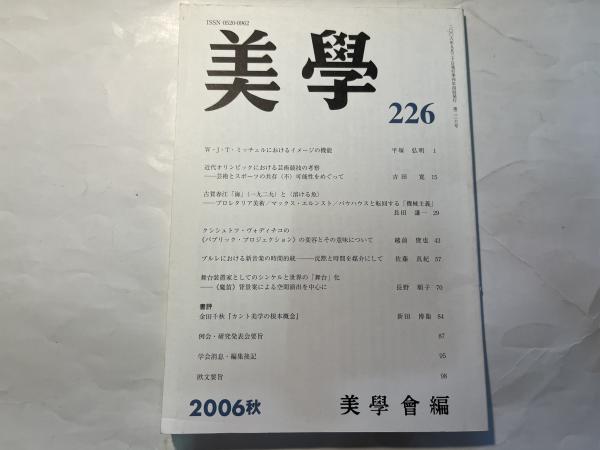 ISSN 0520-0962
美學
226
W・J・T・ミッチェルにおけるイメージの機能 平塚 弘明 1
近代オリンピックにおける芸術競技の考察
――芸術とスポーツの共存(不)可能性をめぐって 吉田 寛 15
古賀春江「海」(一九二九)と〈溶ける魚〉
――プロレタリア美術/マックス・エルンスト/バウハウスと転回する「機械主義」
長田 謙一 29
クシシュトフ・ヴォディチコの
《パブリック・プロジェクション》の変容とその意味について 越前 俊也 43
ブルレにおける新音楽の時間的統一――沈黙と時間を媒介にして 佐藤 真紀 57
舞台装置家としてのシンケルと世界の「舞台」化
――《魔笛》背景案による空間演出を中心に 長野 順子 70
書評
金田千秋『カント美学の根本概念』 新田 博衞 84
例会・研究発表会要旨 87
学会消息・編集後記 95
欧文要旨 98
2006秋
美學會編